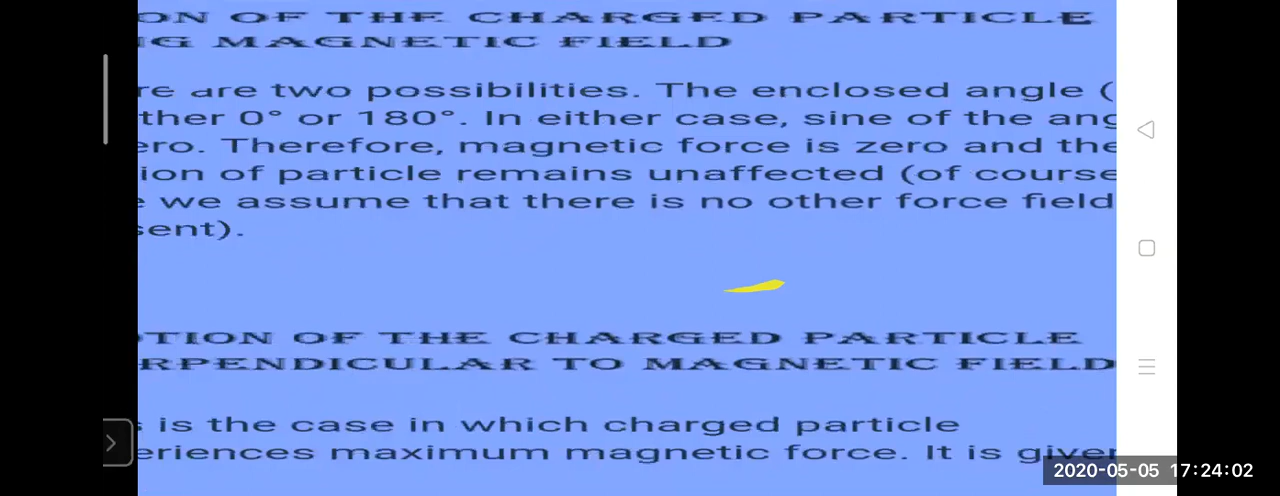 ON OF THE CHARGED PARTICLE
NG MAGNETIC FIELD
re are two possibilities. The enclosed angle (
ther 0° or 180°. In either case, sine of the ang
ero. Therefore, magnetic force is zero and the
ion of particle remains unaffected (of course
e we assume that there is no other force field
sent).
OTION OF THE CHARGED PARTICLE
RPENDICULAR TO MAGNETIC FIELD
s is the case in which charged particle
eriences maximum magnetic force. It is given
2020-05-05 17:24:02